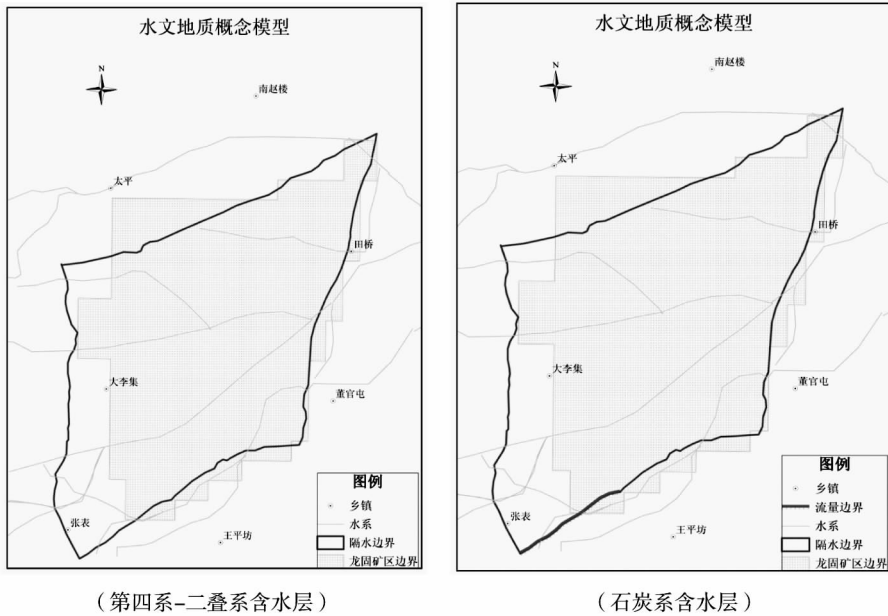 水文地质概念模型
N
南赵楼
太平
田桥
大李集
董官屯
张表
王平坊
图例
乡镇
水系
隔水边界
龙固矿区边界
(第四系-二叠系含水层)
水文地质概念模型
N
南赵楼
太平
田桥
大李集
董官屯
张表
王平坊
图例
乡镇
流量边界
水系
隔水边界
龙固矿区边界
(石炭系含水层)